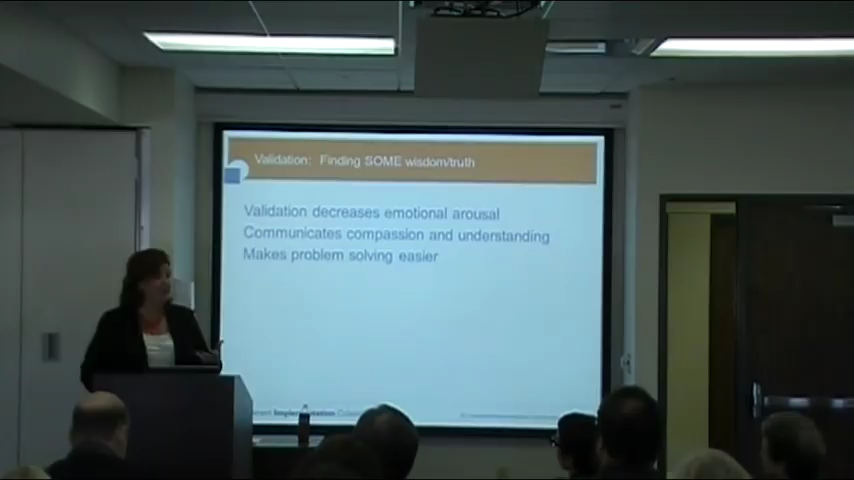 Validation: Finding SOME wisdom/truth
Validation decreases emotional arousal
Communicates compassion and understanding
Makes problem solving easier
Implementation